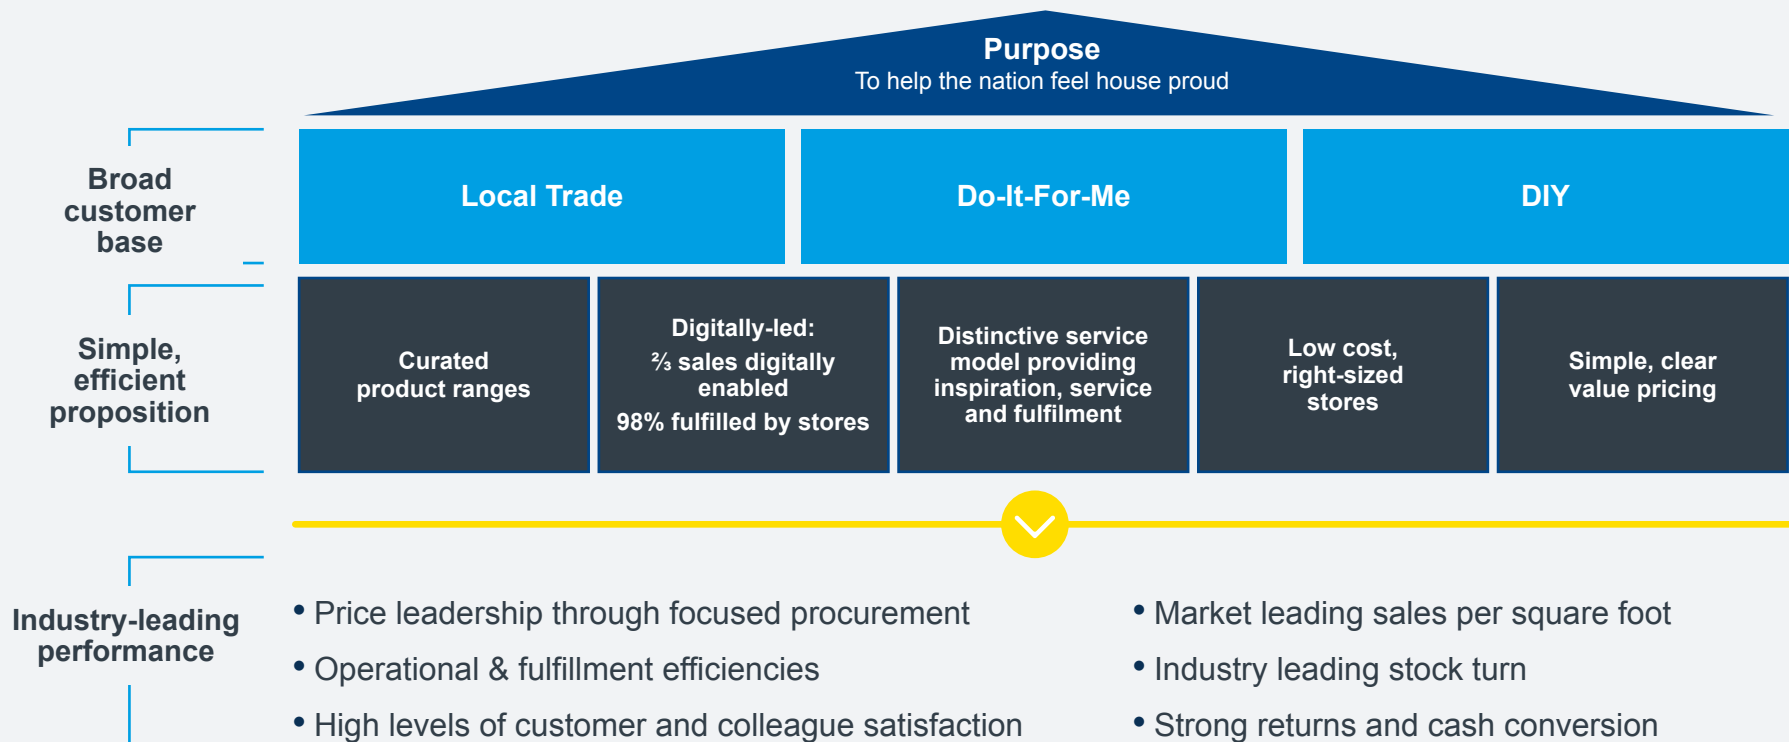 Purpose
To help the nation feel house proud
Broad
customer
base
Local Trade
Do-It-For-Me
DIY
Simple,
efficient
proposition
Curated
product ranges
Digitally-led:
⅔ sales digitally
enabled
98% fulfilled by stores
Distinctive service
model providing
inspiration, service
and fulfilment
Low cost,
right-sized
stores
Simple, clear
value pricing
Industry-leading
performance
• Price leadership through focused procurement
• Operational & fulfillment efficiencies
• High levels of customer and colleague satisfaction
• Market leading sales per square foot
• Industry leading stock turn
• Strong returns and cash conversion